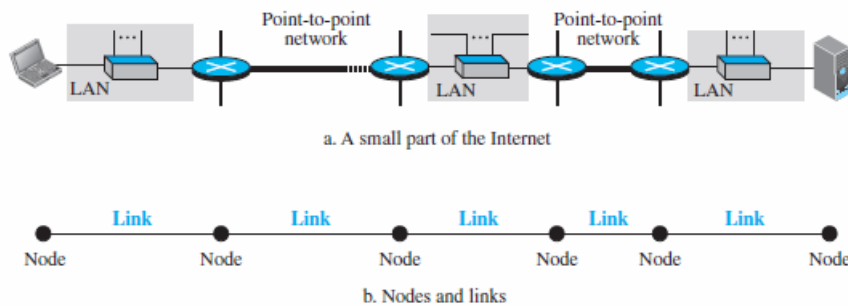 Point-to-point
network
Point-to-point
network
LAN
LAN
LAN
a. A small part of the Internet
Link Link Link Link Link
Node Node Node Node Node Node
b. Nodes and links